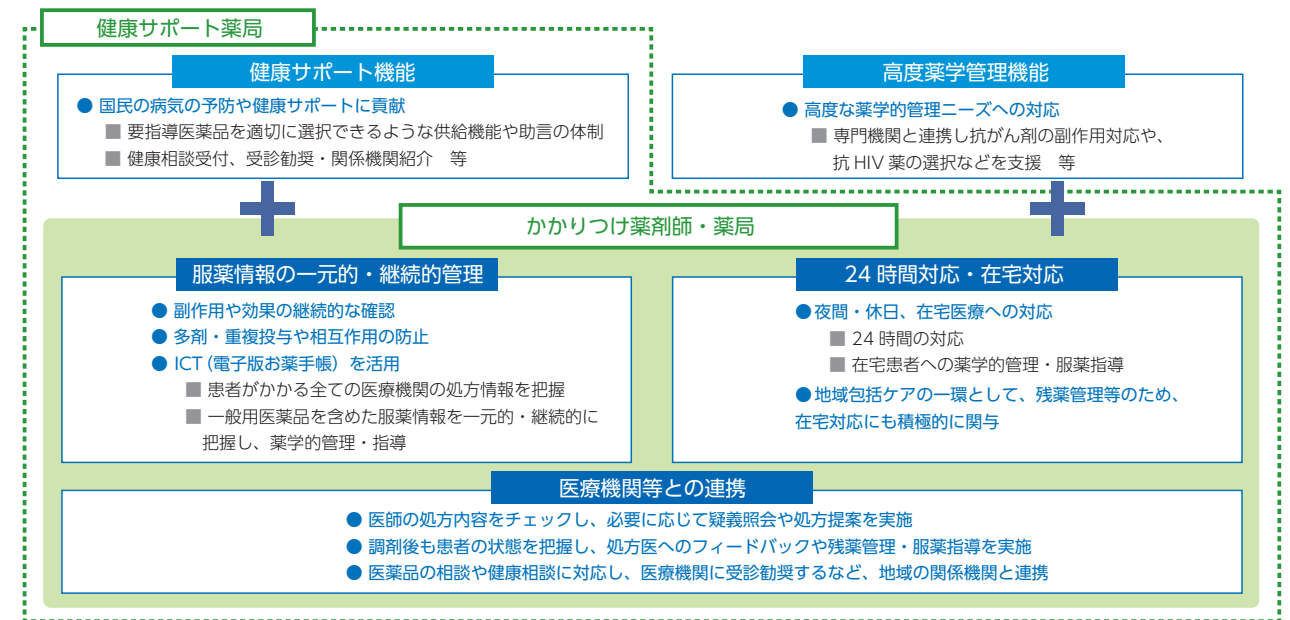 健康サポート薬局
健康サポート機能
● 国民の病気の予防や健康サポートに貢献
■ 要指導医薬品を適切に選択できるような供給機能や助言の体制
■ 健康相談受付、受診勧奨・関係機関紹介　等
高度薬学管理機能
● 高度な薬学的管理ニーズへの対応
■ 専門機関と連携し抗がん剤の副作用対応や、
抗 HIV 薬の選択などを支援　等
かかりつけ薬剤師・薬局
服薬情報の一元的・継続的管理
● 副作用や効果の継続的な確認
● 多剤・重複投与や相互作用の防止
● ICT (電子版お薬手帳) を活用
■ 患者がかかる全ての医療機関の処方情報を把握
■ 一般用医薬品を含めた服薬情報を一元的・継続的に
把握し、薬学的管理・指導
24 時間対応・在宅対応
● 夜間・休日、在宅医療への対応
■ 24 時間の対応
■ 在宅患者への薬学的管理・服薬指導
● 地域包括ケアの一環として、残薬管理等のため、
在宅対応にも積極的に関与
医療機関等との連携
● 医師の処方内容をチェックし、必要に応じて疑義照会や処方提案を実施
● 調剤後も患者の状態を把握し、処方医へのフィードバックや残薬管理・服薬指導を実施
● 医薬品の相談や健康相談に対応し、医療機関に受診勧奨するなど、地域の関係機関と連携